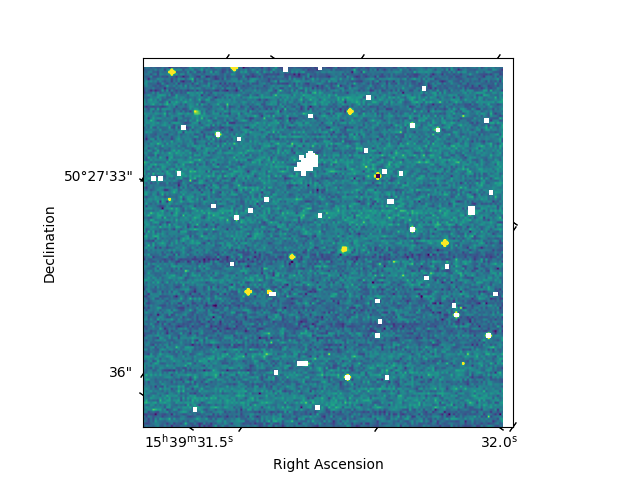 50°27'33"
Declination
36"
15ʰ39ᵐ31.5ˢ
32.0ˢ
Right Ascension